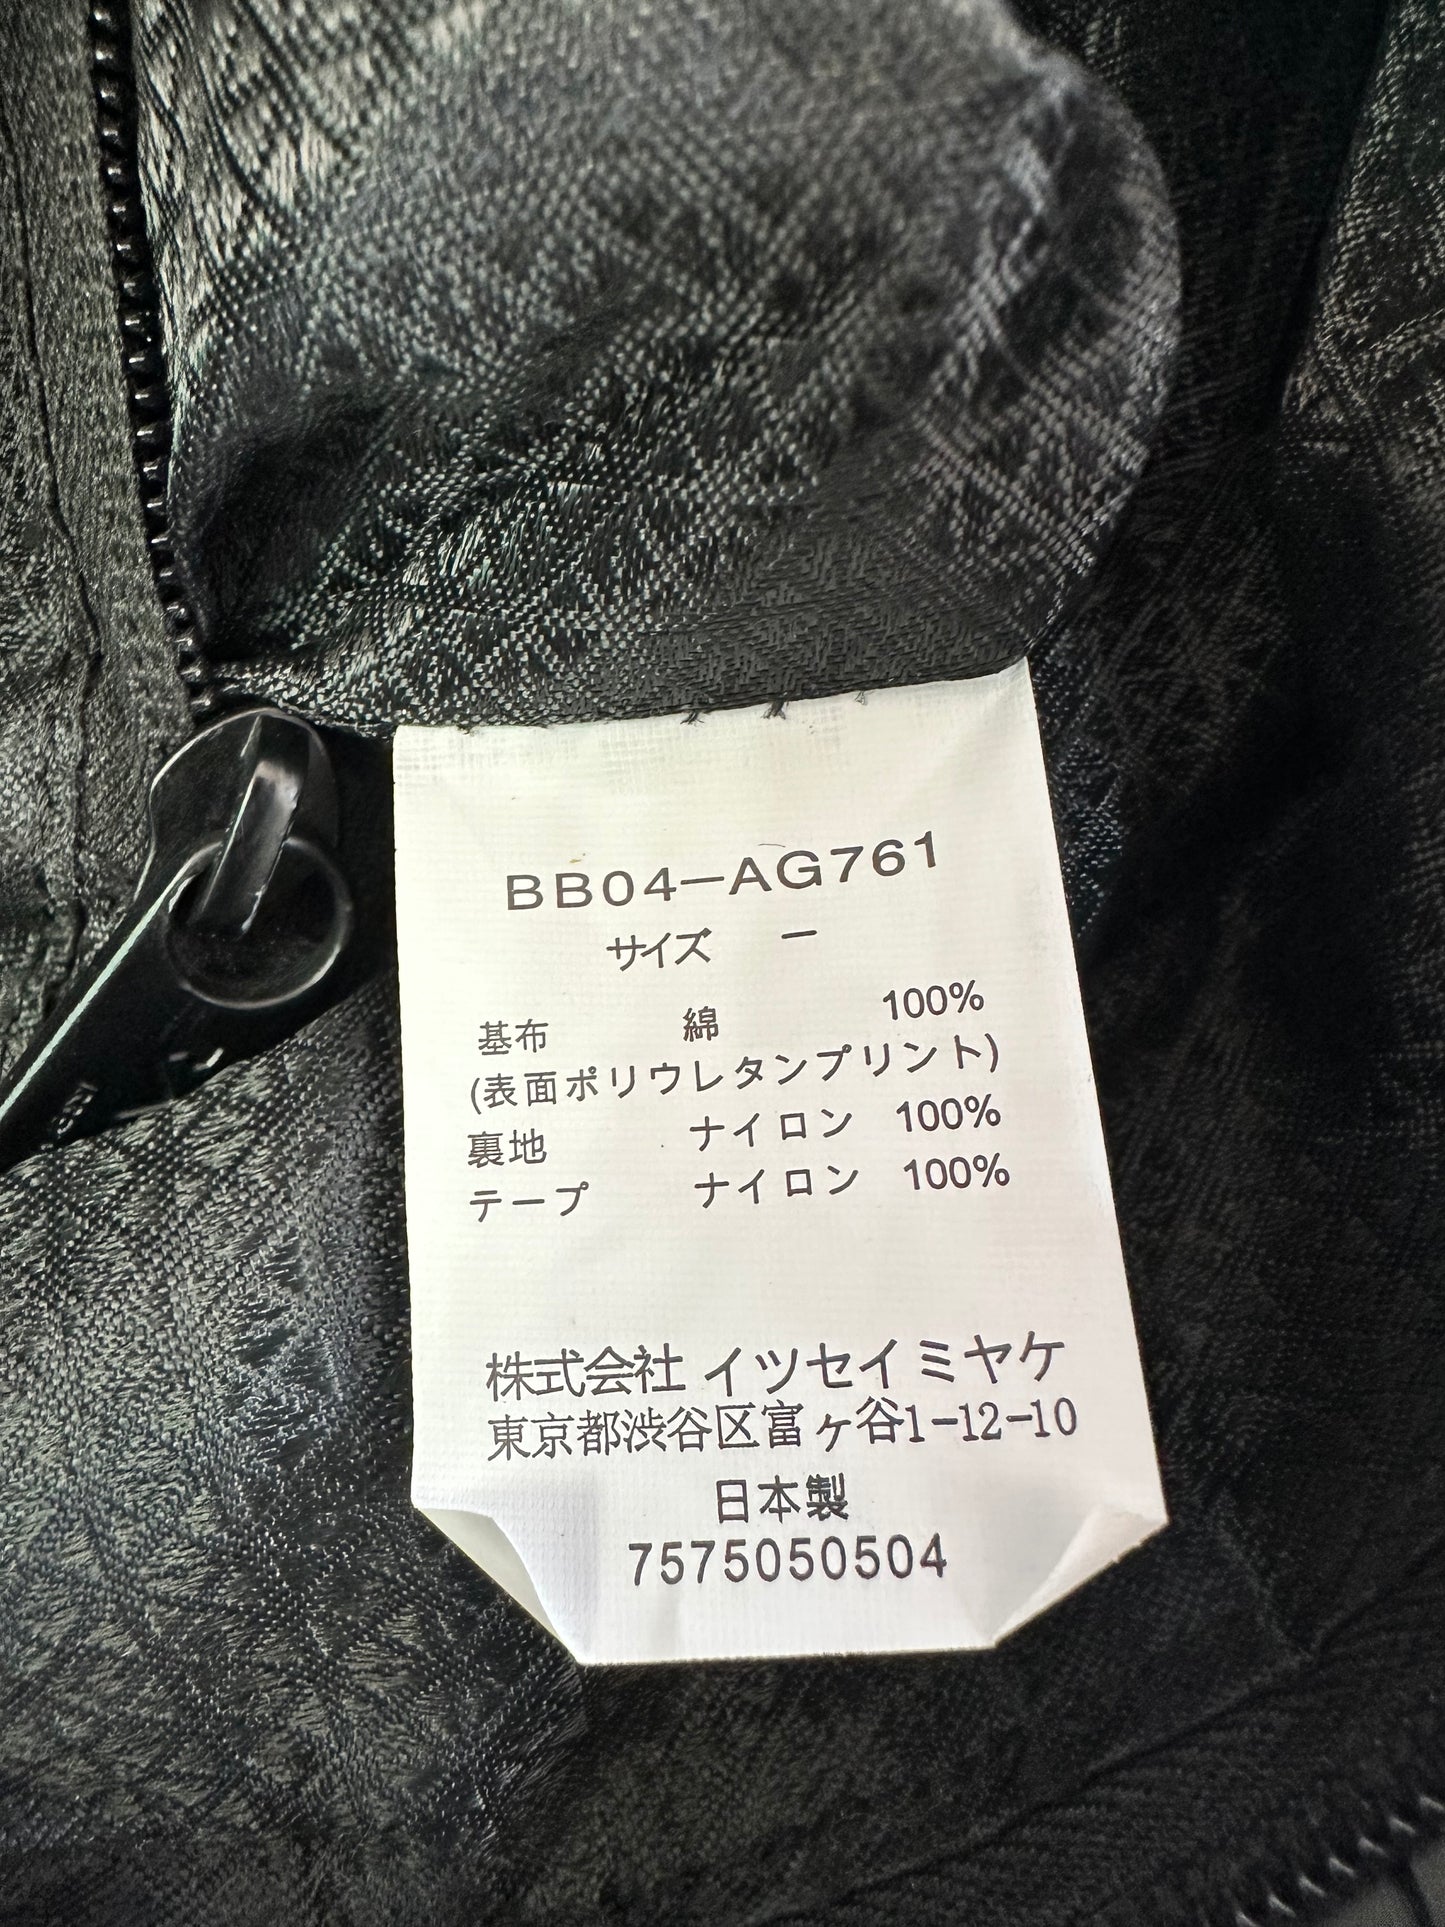 BB04-AG761
サイズ　ー
基布　綿　100%
(表面ポリウレタンプリント)
裏地　ナイロン　100%
テープ　ナイロン　100%
株式会社 イツセイミヤケ
東京都渋谷区富ヶ谷1-12-10
日本製
7575050504